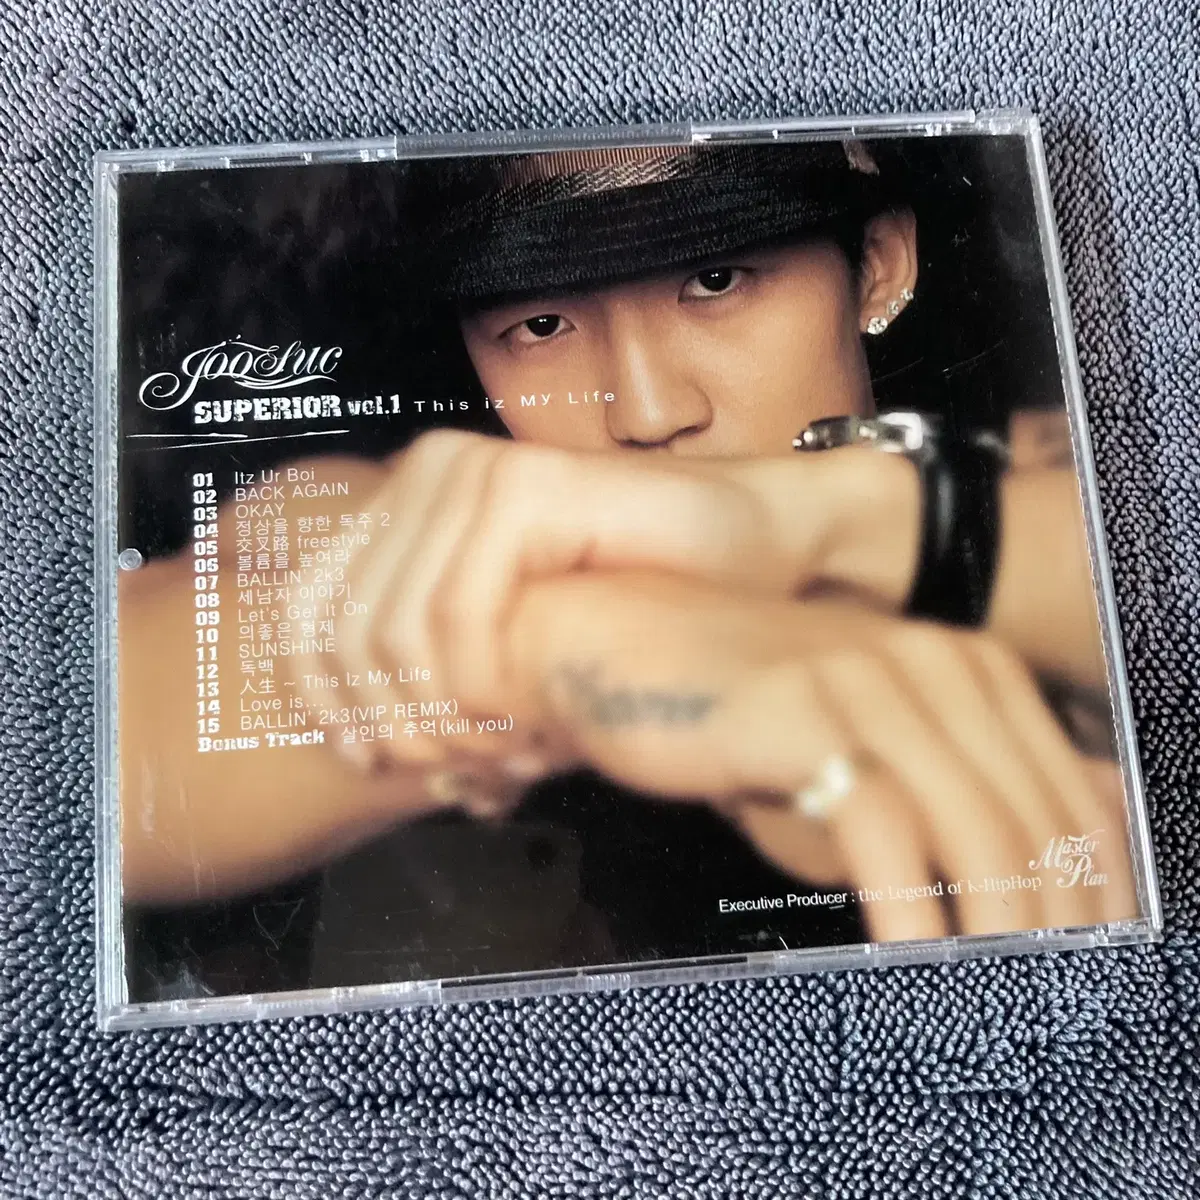 JOOSUC
SUPERIOR vol.1 This iz My Life
01 Itz Ur Boi
02 BACK AGAIN
03 OKAY
04 정상을 향한 독주 2
05 交叉路 freestyle
06 볼륨을 높여라
07 BALLIN' 2k3
08 세남자 이야기
09 Let's Get It On
10 의좋은 형제
11 SUNSHINE
12 독백
13 人生 ~ This Iz My Life
14 Love is...
15 BALLIN' 2k3(VIP REMIX)
Bonus Track 살인의 추억(kill you)
Master
Plan
Executive Producer : the Legend of K-HipHop